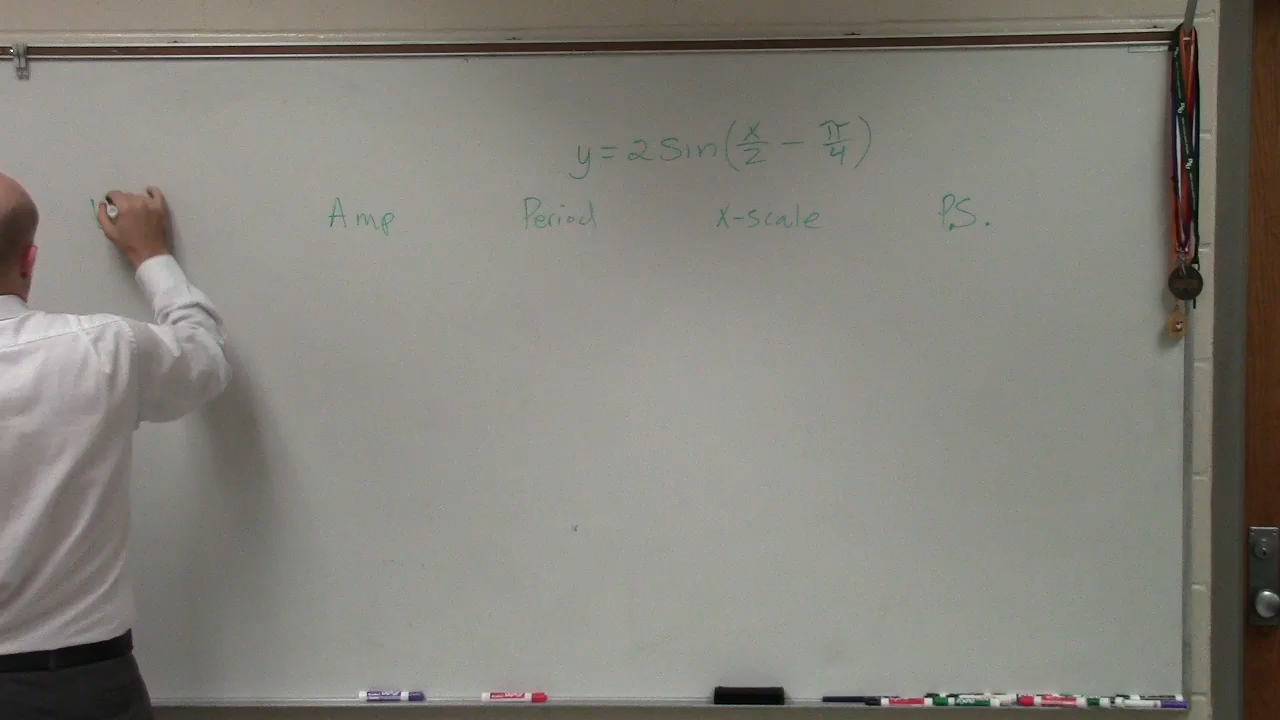 y = 2 sin(x/2 − π/4)
Amp Period x-scale P.S.